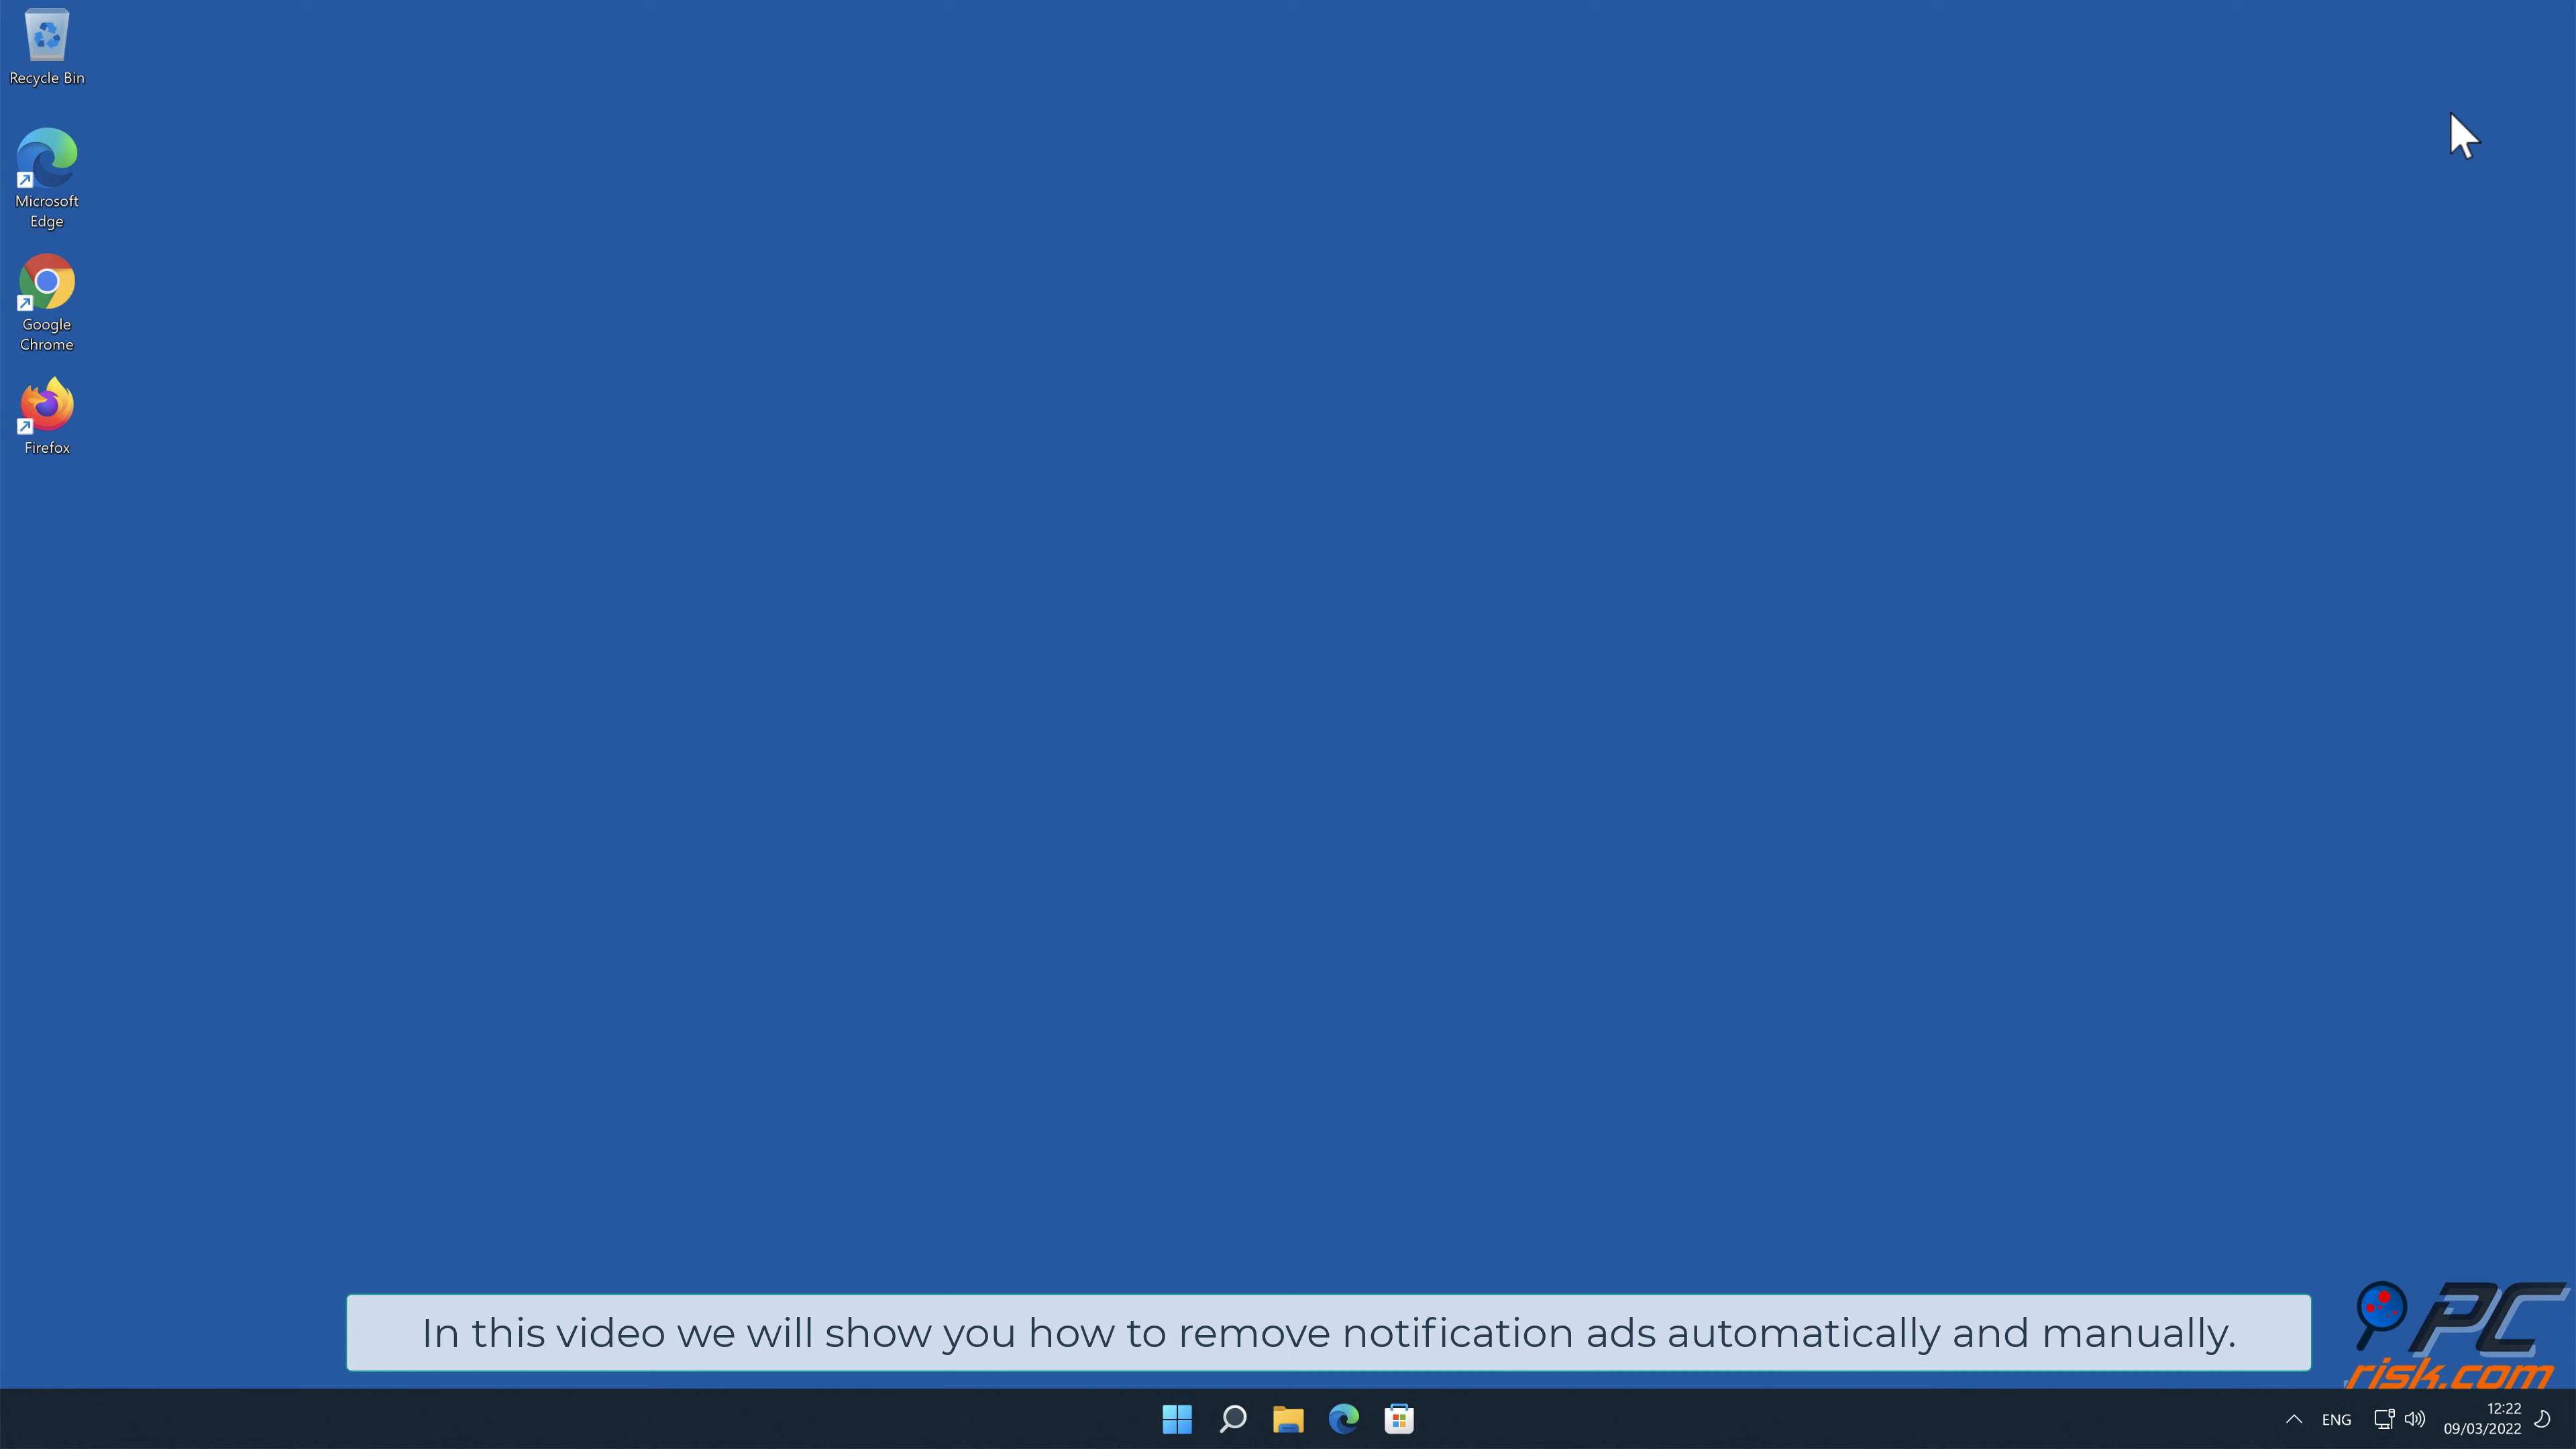 Recycle Bin
Microsoft
Edge
Google
Chrome
Firefox
In this video we will show you how to remove notification ads automatically and manually.
PC
risk.com
ENG
12:22
09/03/2022